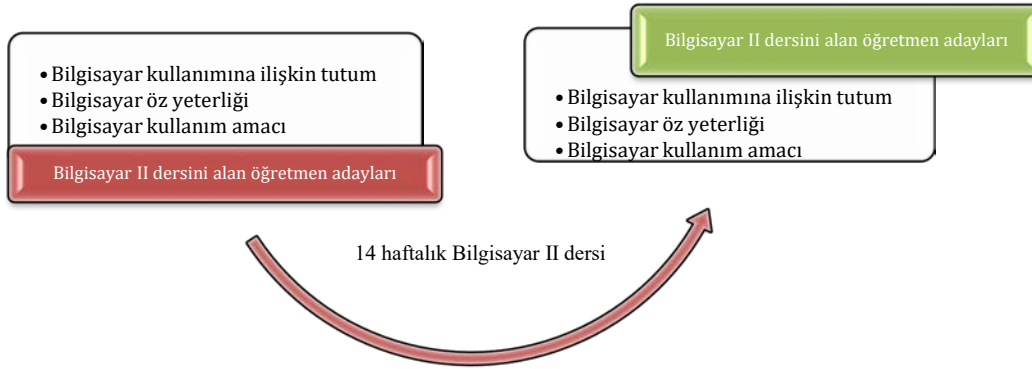 • Bilgisayar kullanımına ilişkin tutum
• Bilgisayar öz yeterliği
• Bilgisayar kullanım amacı
Bilgisayar II dersini alan öğretmen adayları
Bilgisayar II dersini alan öğretmen adayları
• Bilgisayar kullanımına ilişkin tutum
• Bilgisayar öz yeterliği
• Bilgisayar kullanım amacı
14 haftalık Bilgisayar II dersi